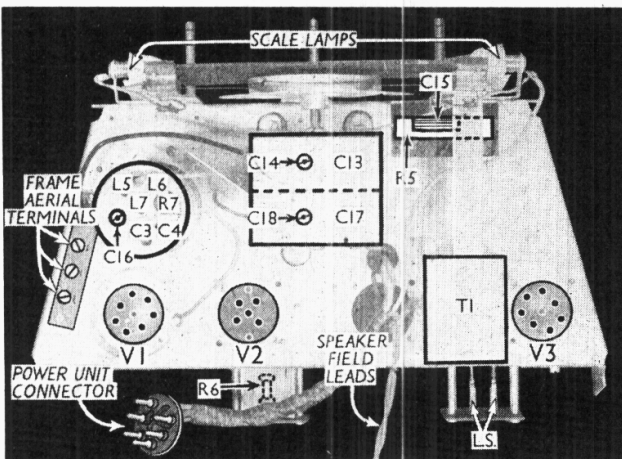 SCALE LAMPS
C15
C14
C13
R5
FRAME
AERIAL
TERMINALS
L5 L6
L7 R7
C3 C4
C16
C18
C17
T1
V1
V2
V3
SPEAKER
FIELD
LEADS
POWER UNIT
CONNECTOR
R6
L.S.